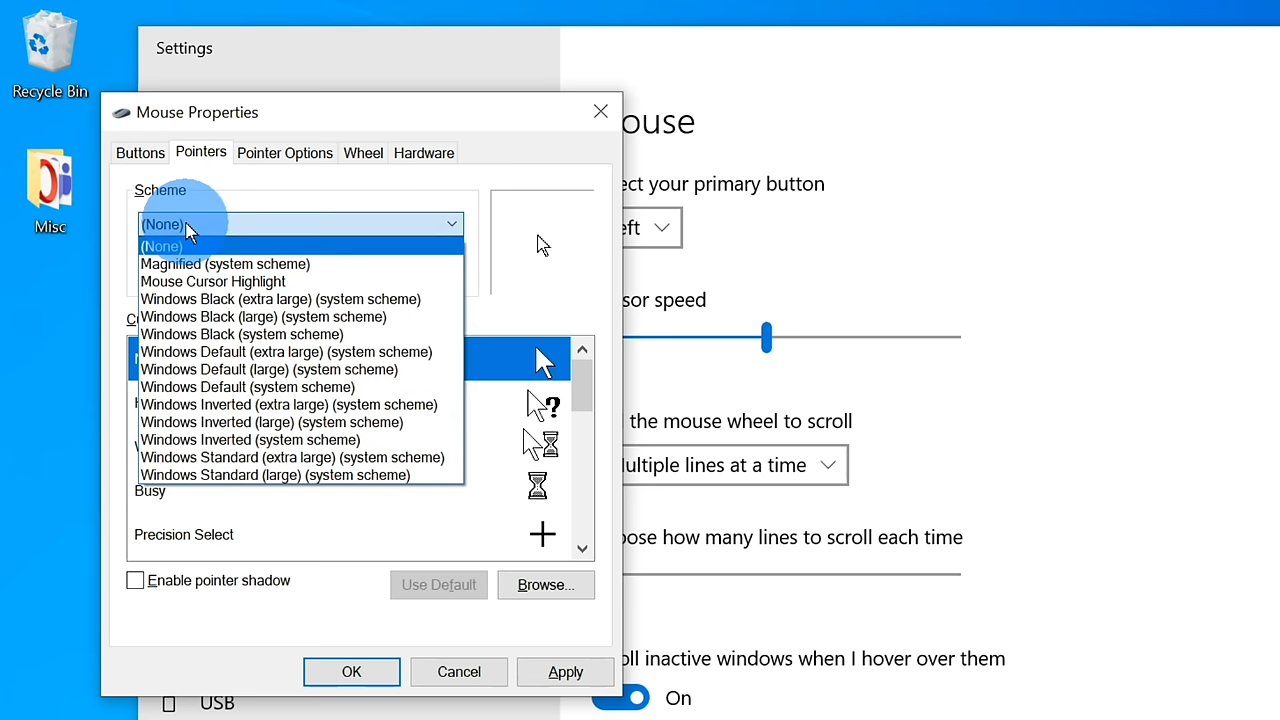 Settings
Recycle Bin
Misc
Mouse Properties
Buttons
Pointers
Pointer Options
Wheel
Hardware
Scheme
(None)
(None)
Magnified (system scheme)
Mouse Cursor Highlight
Windows Black (extra large) (system scheme)
Windows Black (large) (system scheme)
Windows Black (system scheme)
Windows Default (extra large) (system scheme)
Windows Default (large) (system scheme)
Windows Default (system scheme)
Windows Inverted (extra large) (system scheme)
Windows Inverted (large) (system scheme)
Windows Inverted (system scheme)
Windows Standard (extra large) (system scheme)
Windows Standard (large) (system scheme)
Busy
Precision Select
Enable pointer shadow
Use Default
Browse...
OK
Cancel
Apply
USB
ouse
ect your primary button
eft
sor speed
the mouse wheel to scroll
ultiple lines at a time
ose how many lines to scroll each time
oll inactive windows when I hover over them
On